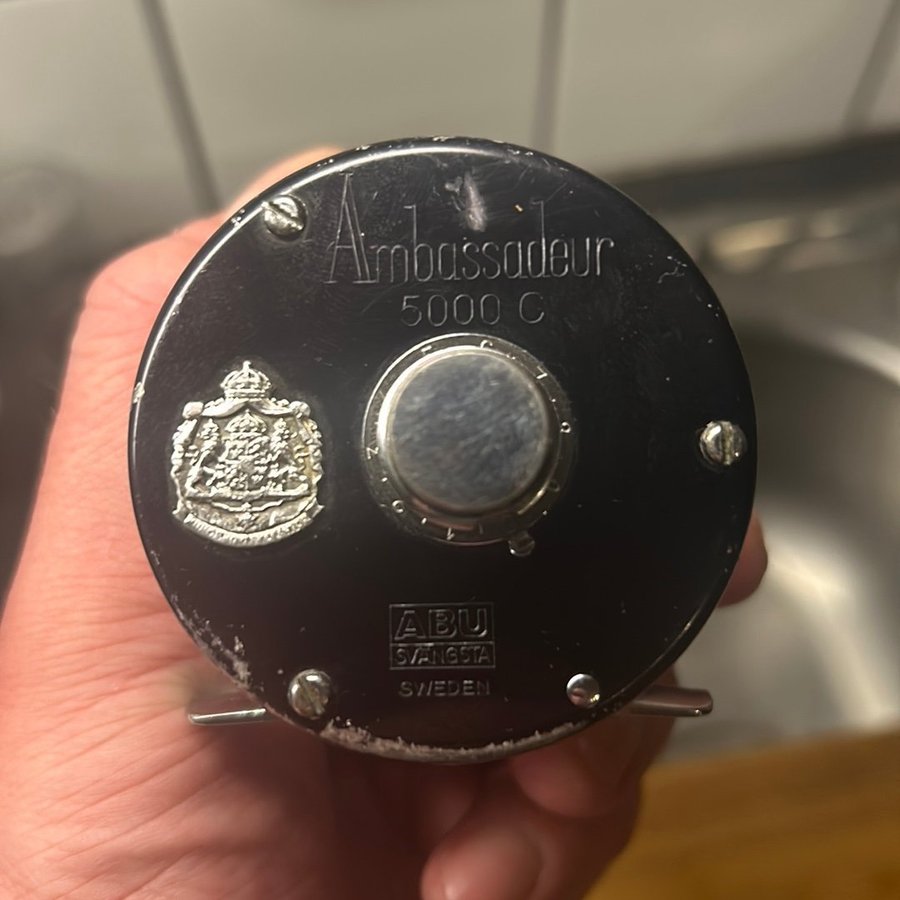 Ambassadeur
5000 C
ABU
SVÄNGSTA
SWEDEN